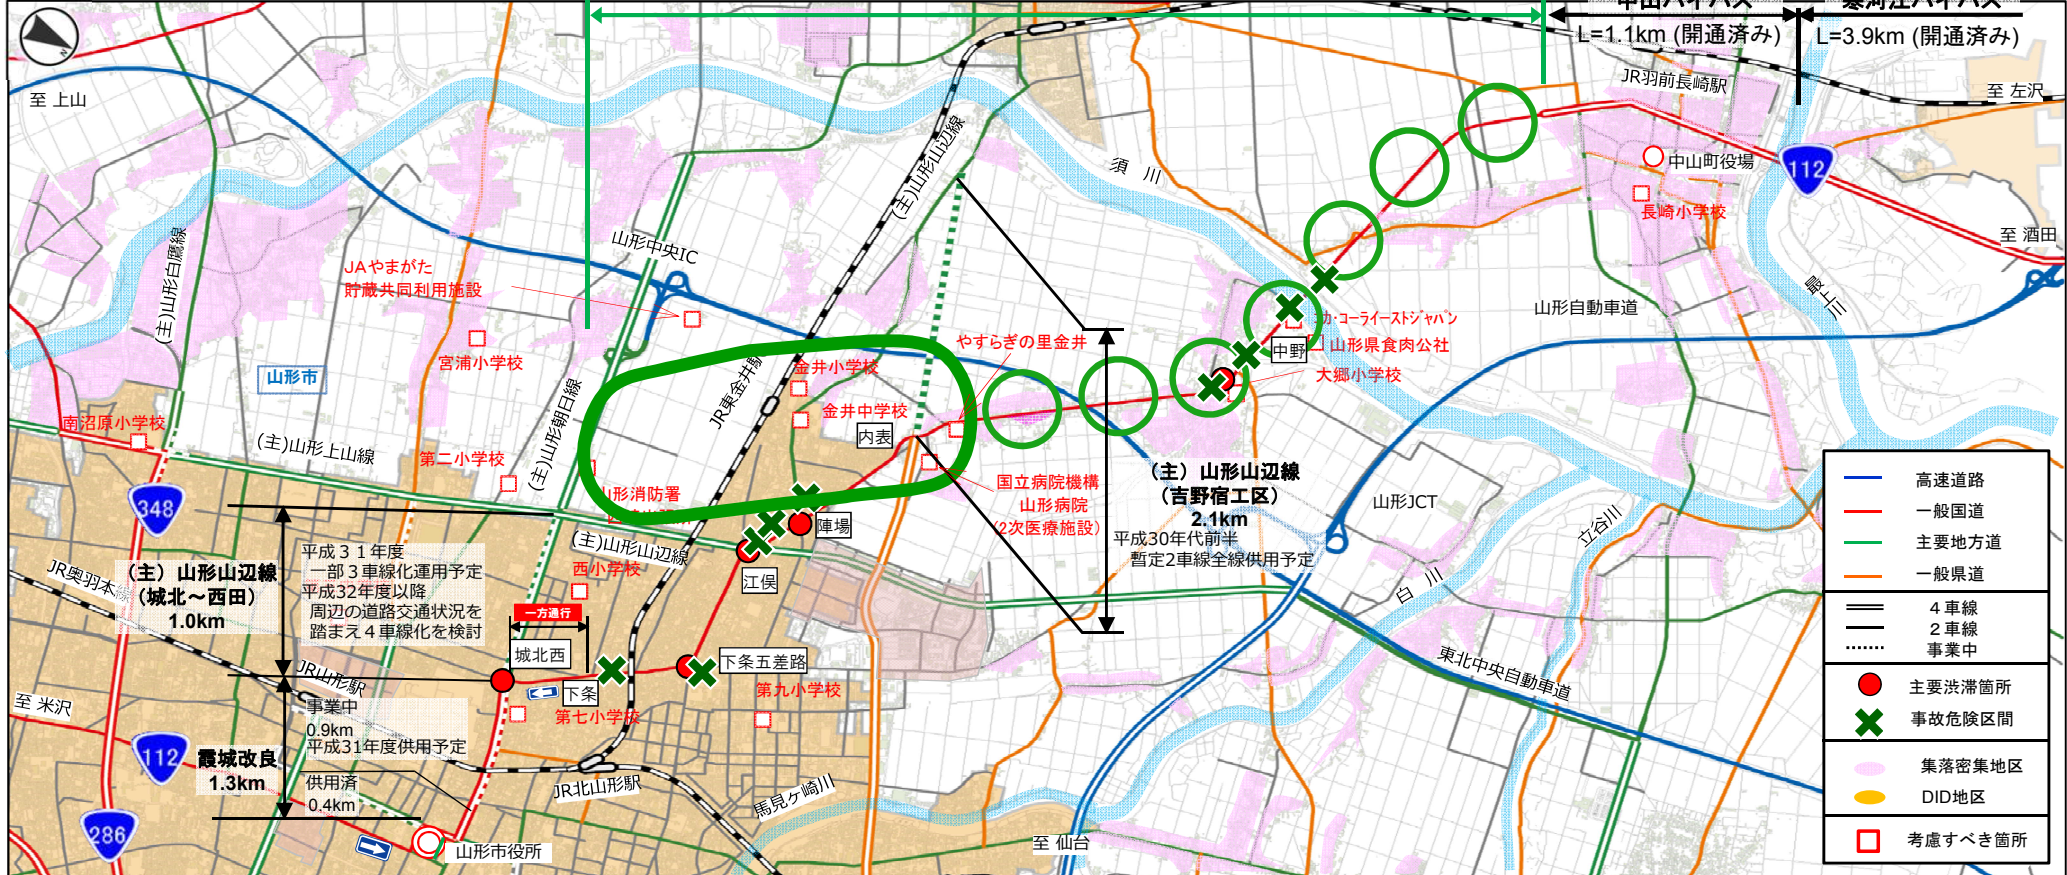 中山バイパス
L=1.1km (開通済み)
寒河江バイパス
L=3.9km (開通済み)
N
至 上山
JR羽前長崎駅
至 左沢
須 川
中山町役場
112
長崎小学校
(主)山形山辺線
至 酒田
(主)山形白鷹線
山形中央IC
JAやまがた
貯蔵共同利用施設
最上川
山形自動車道
コカ・コーライーストジャパン
宮浦小学校
やすらぎの里金井
中野
山形県食肉公社
山形市
JR東金井駅
金井小学校
大郷小学校
南沼原小学校
(主)山形朝日線
金井中学校
内表
(主)山形上山線
第二小学校
(主)山形山辺線
(吉野宿工区)
2.1km
平成30年代前半
暫定2車線全線供用予定
国立病院機構
山形病院
(2次医療施設)
山形JCT
立谷川
348
山形消防署
陣場
(主)山形山辺線
西小学校
江俣
白 川
JR奥羽本線
(主)山形山辺線
(城北～西田)
1.0km
平成31年度
一部3車線化運用予定
平成32年度以降
周辺の道路交通状況を
踏まえ4車線化を検討
一方通行
城北西
下条五差路
下条
第九小学校
第七小学校
東北中央自動車道
JR山形駅
至 米沢
事業中
0.9km
平成31年度供用予定
112
霞城改良
1.3km
供用済
0.4km
JR北山形駅
馬見ヶ崎川
286
山形市役所
至 仙台
高速道路
一般国道
主要地方道
一般県道
4車線
2車線
事業中
主要渋滞箇所
事故危険区間
集落密集地区
DID地区
考慮すべき箇所